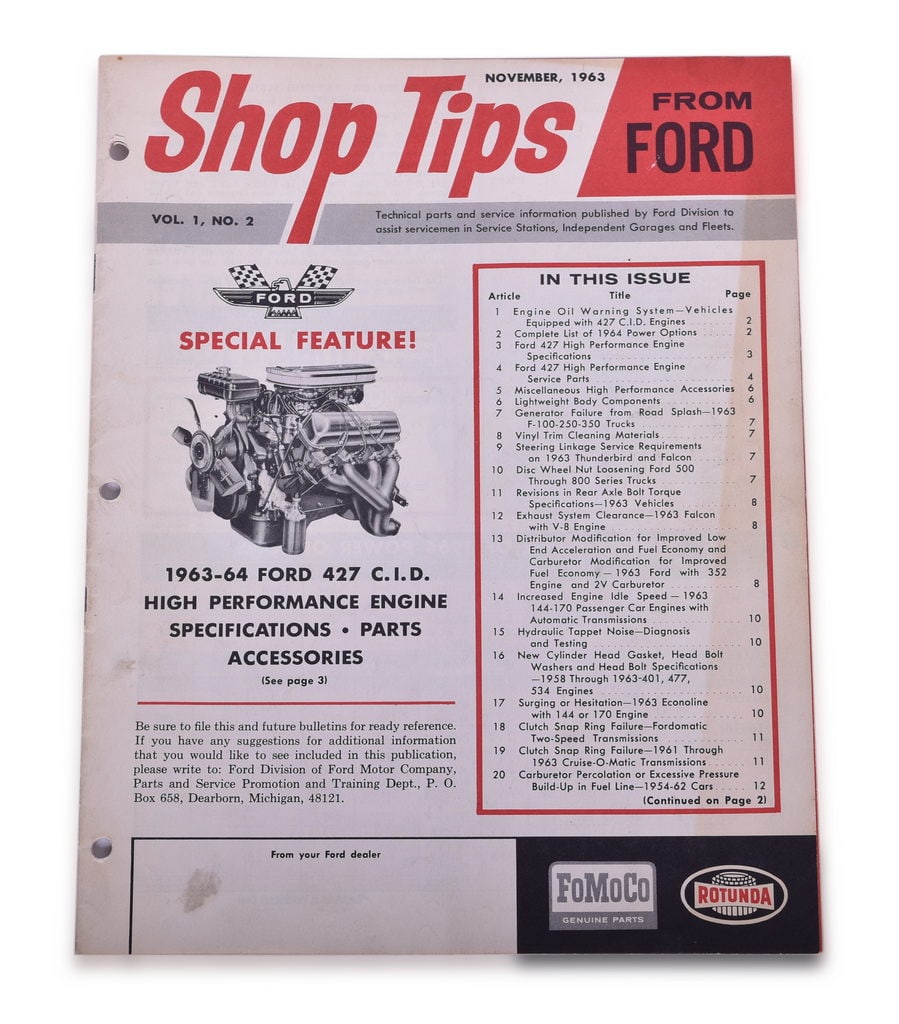 NOVEMBER, 1963
Shop Tips
FROM
FORD
VOL. 1, NO. 2
Technical parts and service information published by Ford Division to
assist servicemen in Service Stations, Independent Garages and Fleets.
FORD
SPECIAL FEATURE!
1963-64 FORD 427 C.I.D.
HIGH PERFORMANCE ENGINE
SPECIFICATIONS • PARTS
ACCESSORIES
(See page 3)
Be sure to file this and future bulletins for ready reference.
If you have any suggestions for additional information
that you would like to see included in this publication,
please write to: Ford Division of Ford Motor Company,
Parts and Service Promotion and Training Dept., P. O.
Box 658, Dearborn, Michigan, 48121.
IN THIS ISSUE
Article Title Page
1 Engine Oil Warning System—Vehicles
Equipped with 427 C.I.D. Engines 2
2 Complete List of 1964 Power Options 2
3 Ford 427 High Performance Engine
Specifications 3
4 Ford 427 High Performance Engine
Service Parts 4
5 Miscellaneous High Performance Accessories 6
6 Lightweight Body Components 6
7 Generator Failure from Road Splash—1963
F-100-250-350 Trucks 7
8 Vinyl Trim Cleaning Materials 7
9 Steering Linkage Service Requirements
on 1963 Thunderbird and Falcon 7
10 Disc Wheel Nut Loosening Ford 500
Through 800 Series Trucks 7
11 Revisions in Rear Axle Bolt Torque
Specifications—1963 Vehicles 8
12 Exhaust System Clearance—1963 Falcon
with V-8 Engine 8
13 Distributor Modification for Improved Low
End Acceleration and Fuel Economy and
Carburetor Modification for Improved
Fuel Economy — 1963 Ford with 352
Engine and 2V Carburetor 8
14 Increased Engine Idle Speed — 1963
144-170 Passenger Car Engines with
Automatic Transmissions 10
15 Hydraulic Tappet Noise—Diagnosis
and Testing 10
16 New Cylinder Head Gasket, Head Bolt
Washers and Head Bolt Specifications
—1958 Through 1963-401, 477,
534 Engines 10
17 Surging or Hesitation—1963 Econoline
with 144 or 170 Engine 10
18 Clutch Snap Ring Failure—Fordomatic
Two-Speed Transmissions 11
19 Clutch Snap Ring Failure—1961 Through
1963 Cruise-O-Matic Transmissions 11
20 Carburetor Percolation or Excessive Pressure
Build-Up in Fuel Line—1954-62 Cars 12
(Continued on Page 2)
From your Ford dealer
FoMoCo
GENUINE PARTS
ROTUNDA